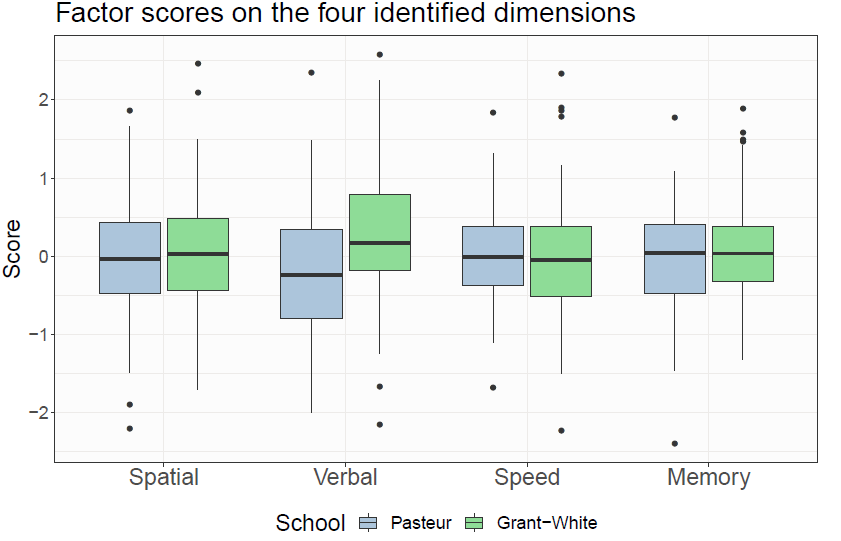 Factor scores on the four identified dimensions
Score
2
1
0
−1
−2
Spatial Verbal Speed Memory
School Pasteur Grant−White